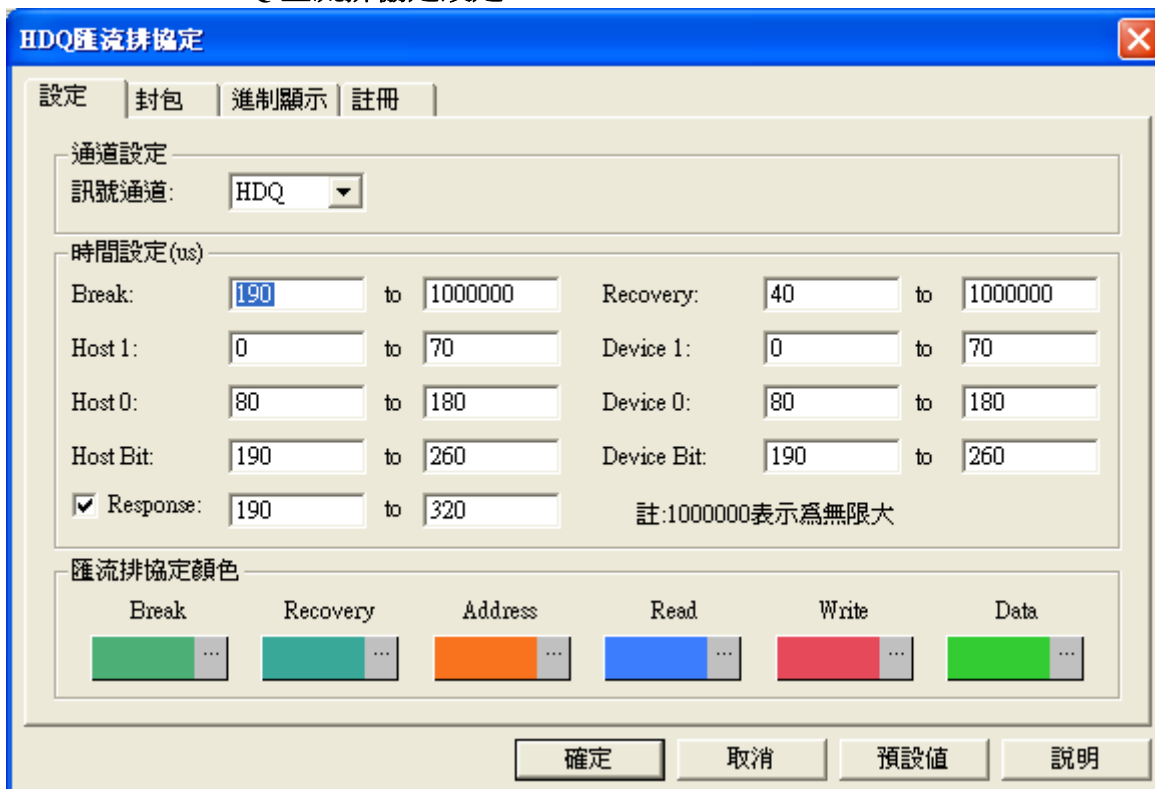 HDQ匯流排協定
設定 封包 進制顯示 註冊
通道設定
訊號通道: HDQ
時間設定(us)
Break: 190 to 1000000 Recovery: 40 to 1000000
Host 1: 0 to 70 Device 1: 0 to 70
Host 0: 80 to 180 Device 0: 80 to 180
Host Bit: 190 to 260 Device Bit: 190 to 260
Response: 190 to 320 註:1000000表示爲無限大
匯流排協定顏色
Break Recovery Address Read Write Data
... ... ... ... ... ...
確定 取消 預設値 說明